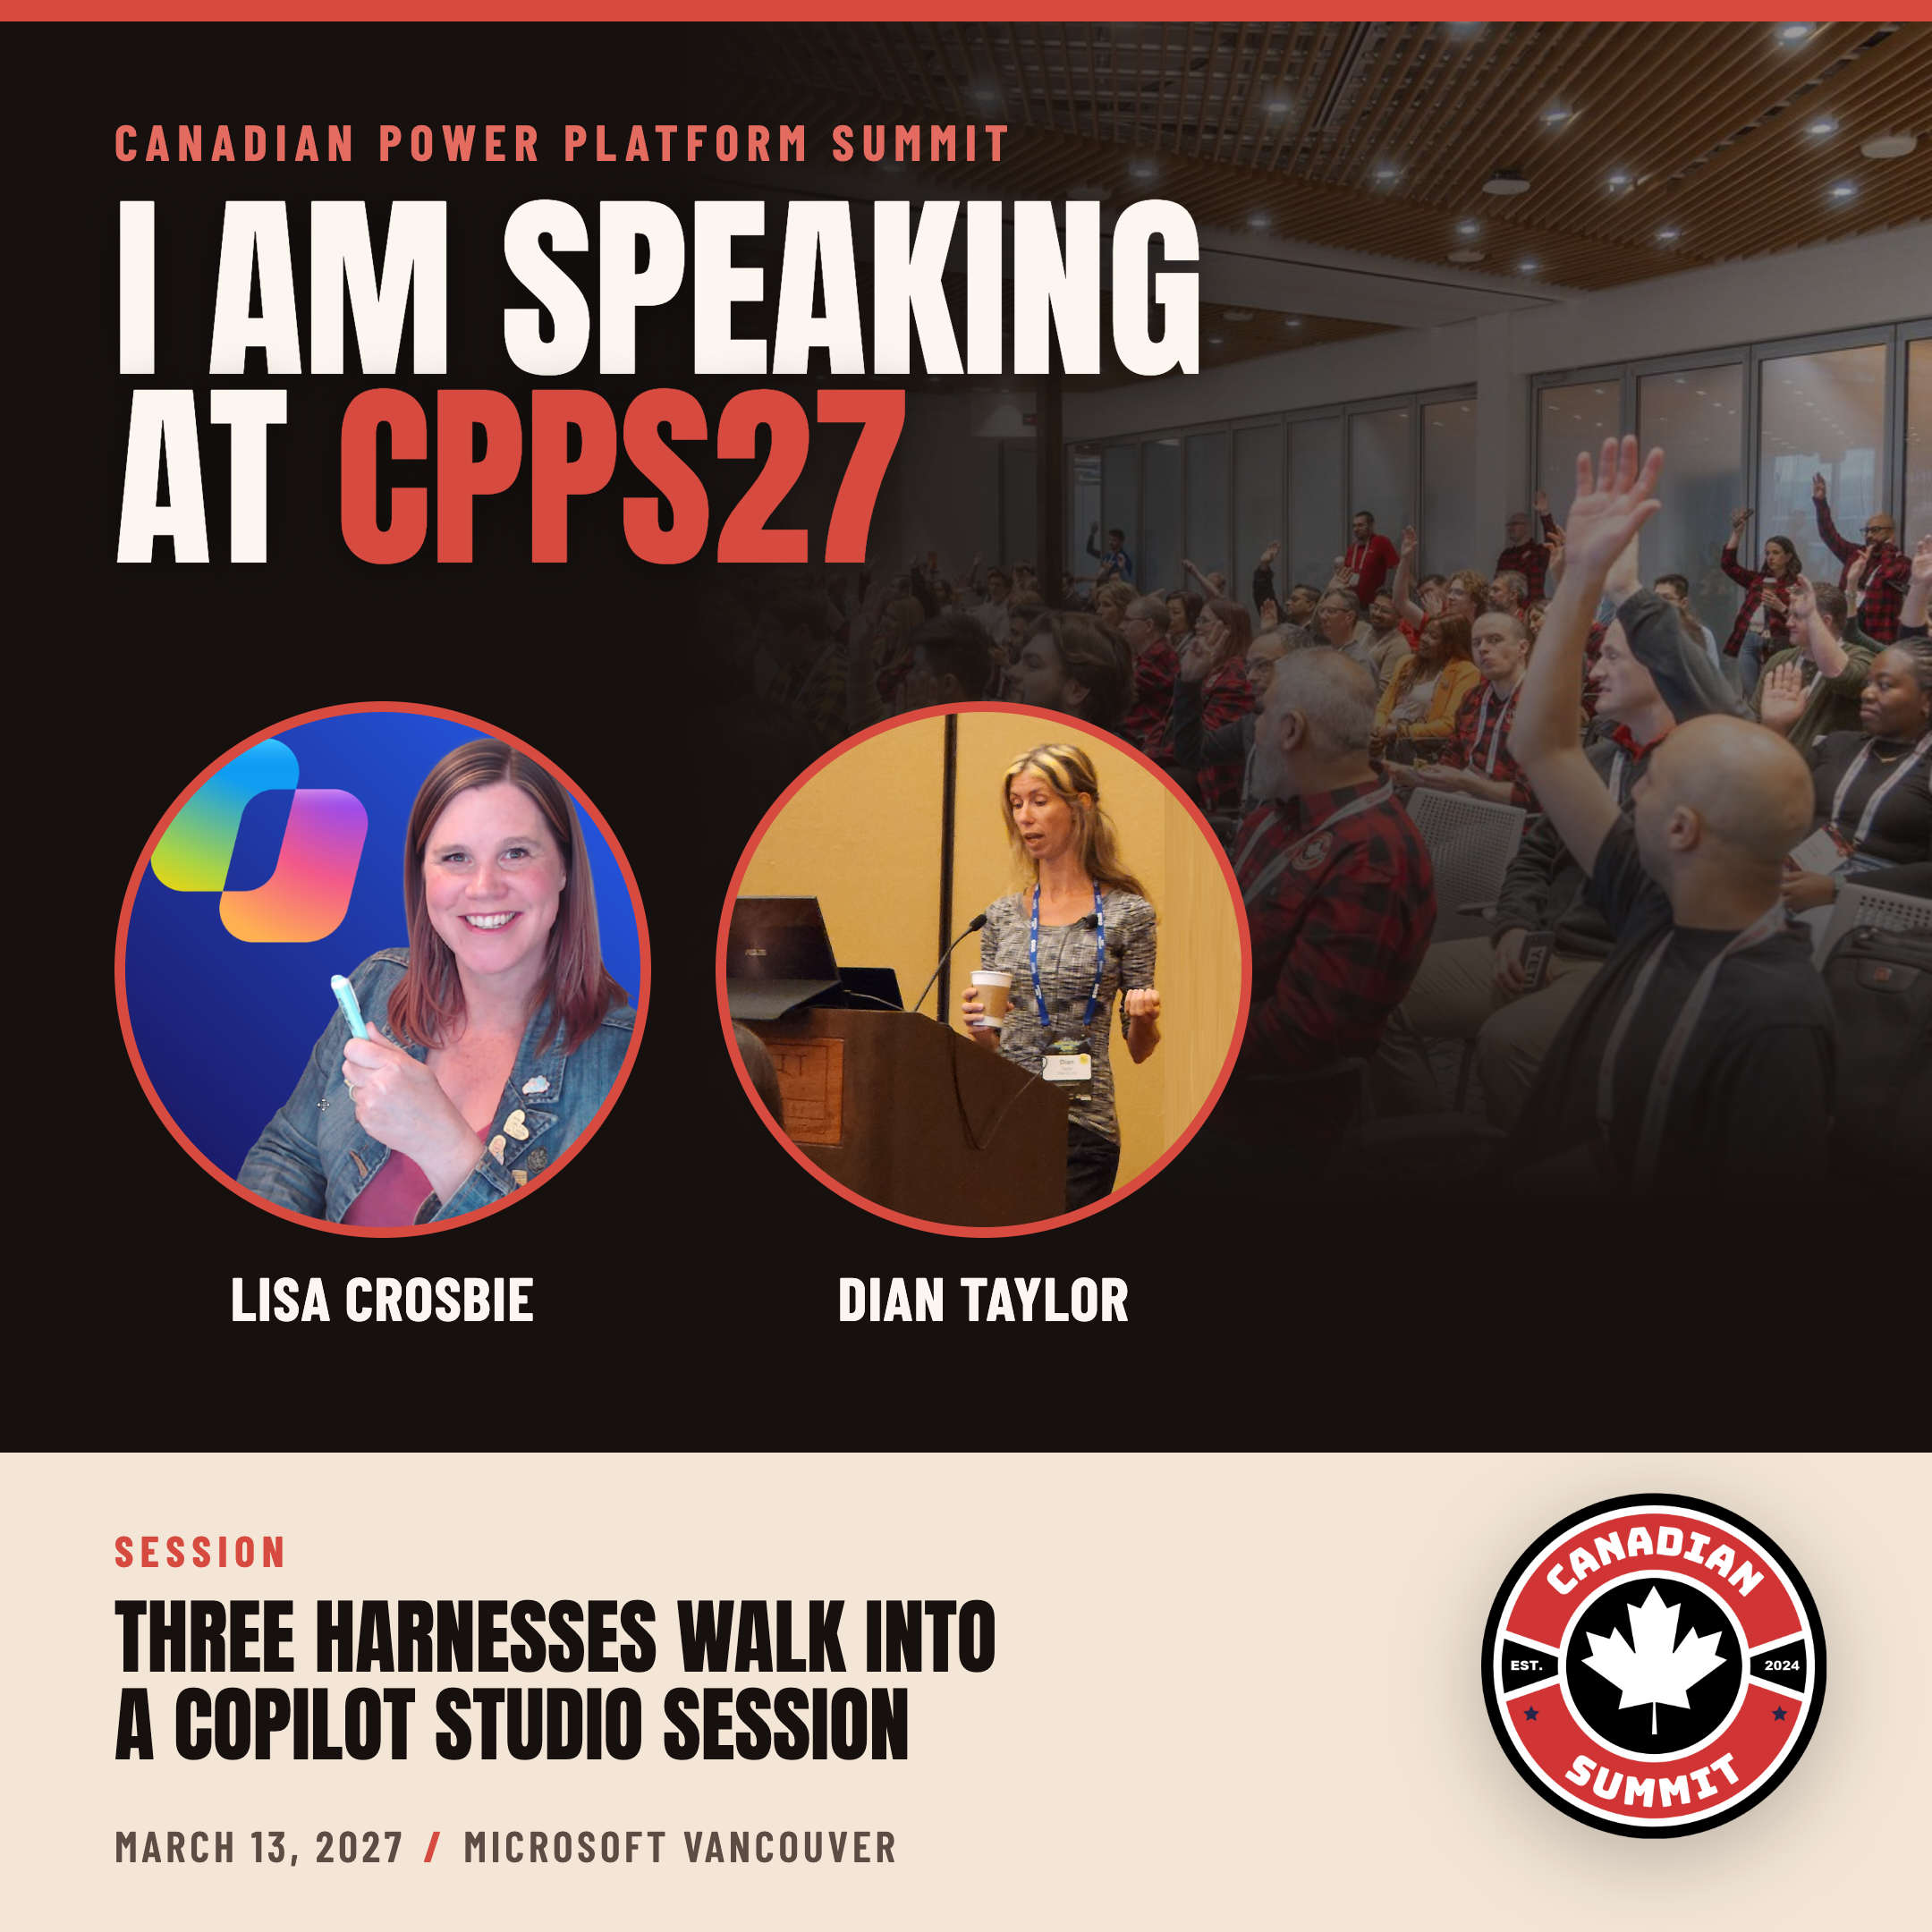 CANADIAN POWER PLATFORM SUMMIT
I AM SPEAKING
AT CPPS27
Dian
LISA CROSBIE
DIAN TAYLOR
SESSION
THREE HARNESSES WALK INTO
A COPILOT STUDIO SESSION
MARCH 13, 2027 / MICROSOFT VANCOUVER
CANADIAN
EST. 2024
SUMMIT